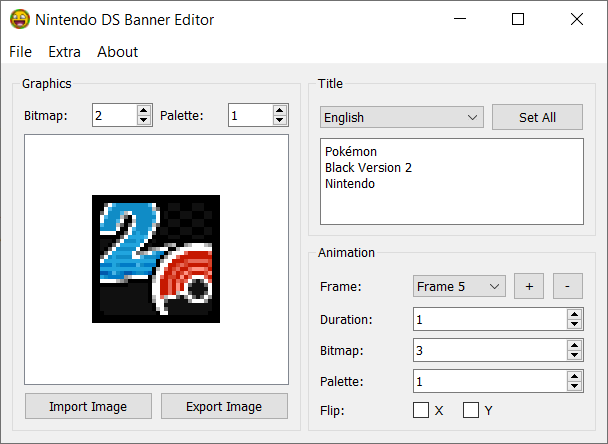 Nintendo DS Banner Editor
File Extra About
Graphics
Bitmap: 2 Palette: 1
2
Import Image Export Image
Title
English Set All
Pokémon
Black Version 2
Nintendo
Animation
Frame: Frame 5 + -
Duration: 1
Bitmap: 3
Palette: 1
Flip: X Y